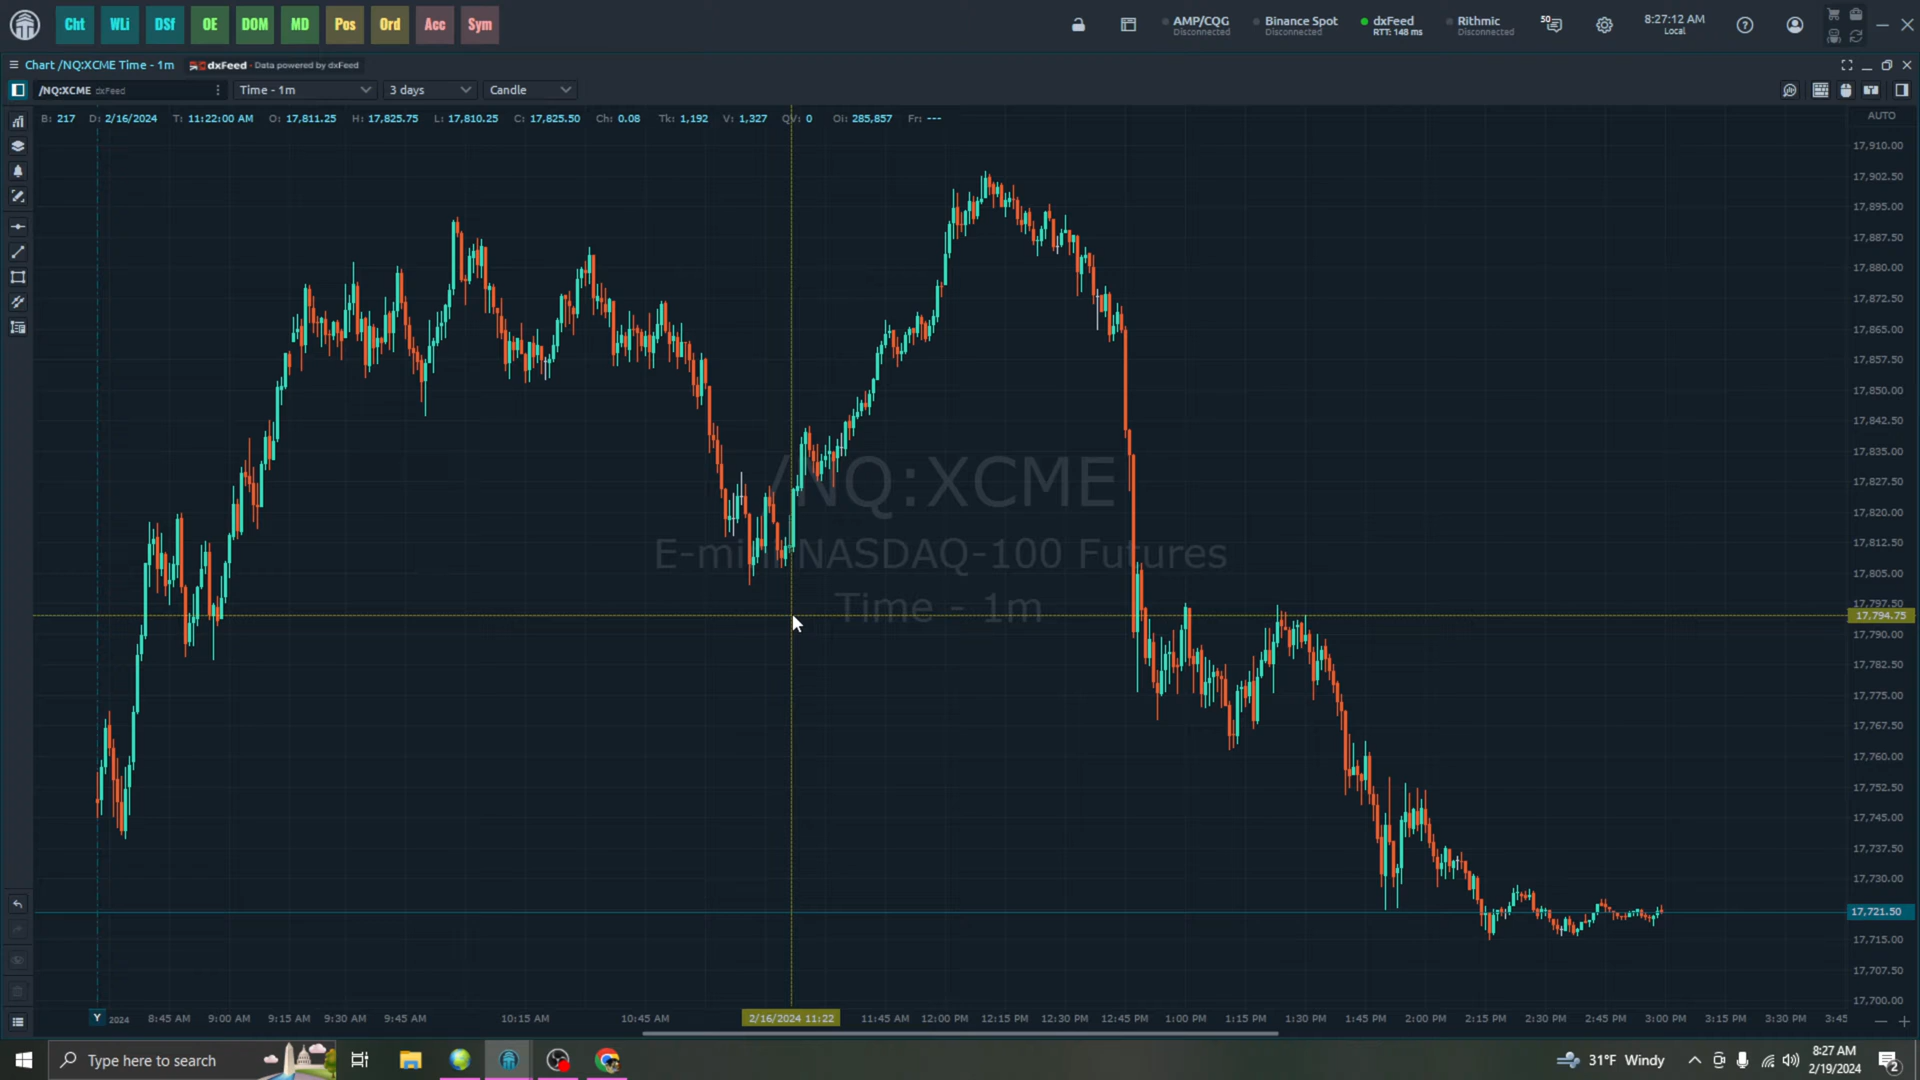 Cht WLi DSf OE DOM MD Pos Ord Acc Sym
AMP/CQG
Disconnected
Binance Spot
Disconnected
dxFeed
RTT: 148 ms
Rithmic
Disconnected
50
8:27:12 AM
Local
Chart /NQ:XCME Time - 1m
dxFeed - Data powered by dxFeed
/NQ:XCME dxFeed
Time - 1m
3 days
Candle
B: 217 D: 2/16/2024 T: 11:22:00 AM O: 17,811.25 H: 17,825.75 L: 17,810.25 C: 17,825.50 Ch: 0.08 Tk: 1,192 V: 1,327 QV: 0 Oi: 285,857 Fr: ---
AUTO
17,910.00
17,902.50
17,895.00
17,887.50
17,880.00
17,872.50
17,865.00
17,857.50
17,850.00
17,842.50
17,835.00
17,827.50
17,820.00
17,812.50
17,805.00
17,797.50
17,794.75
17,790.00
17,782.50
17,775.00
17,767.50
17,760.00
17,752.50
17,745.00
17,737.50
17,730.00
17,721.50
17,715.00
17,707.50
17,700.00
/NQ:XCME
E-mini NASDAQ-100 Futures
Time - 1m
Y 2024 8:45 AM 9:00 AM 9:15 AM 9:30 AM 9:45 AM 10:15 AM 10:45 AM 2/16/2024 11:22 11:45 AM 12:00 PM 12:15 PM 12:30 PM 12:45 PM 1:00 PM 1:15 PM 1:30 PM 1:45 PM 2:00 PM 2:15 PM 2:30 PM 2:45 PM 3:00 PM 3:15 PM 3:30 PM 3:45
Type here to search
31°F Windy
8:27 AM
2/19/2024
2